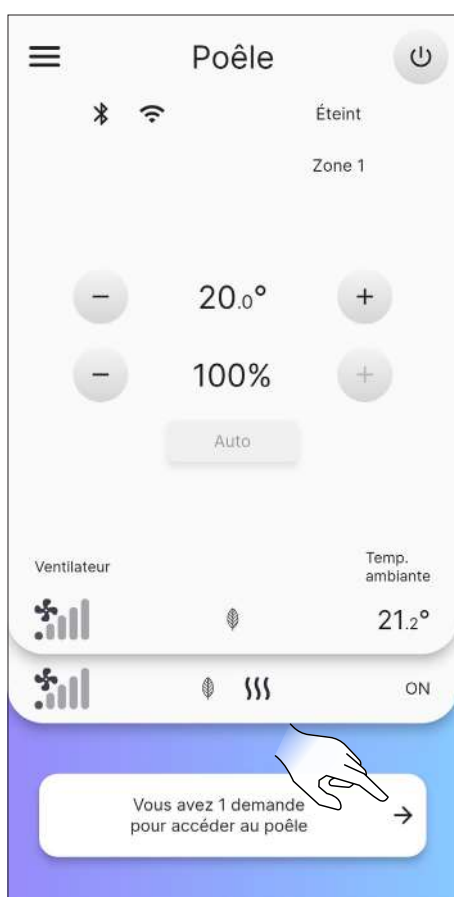 Poêle
Éteint
Zone 1
20.0°
100%
Auto
Ventilateur
Temp.
ambiante
21.2°
ON
Vous avez 1 demande
pour accéder au poêle